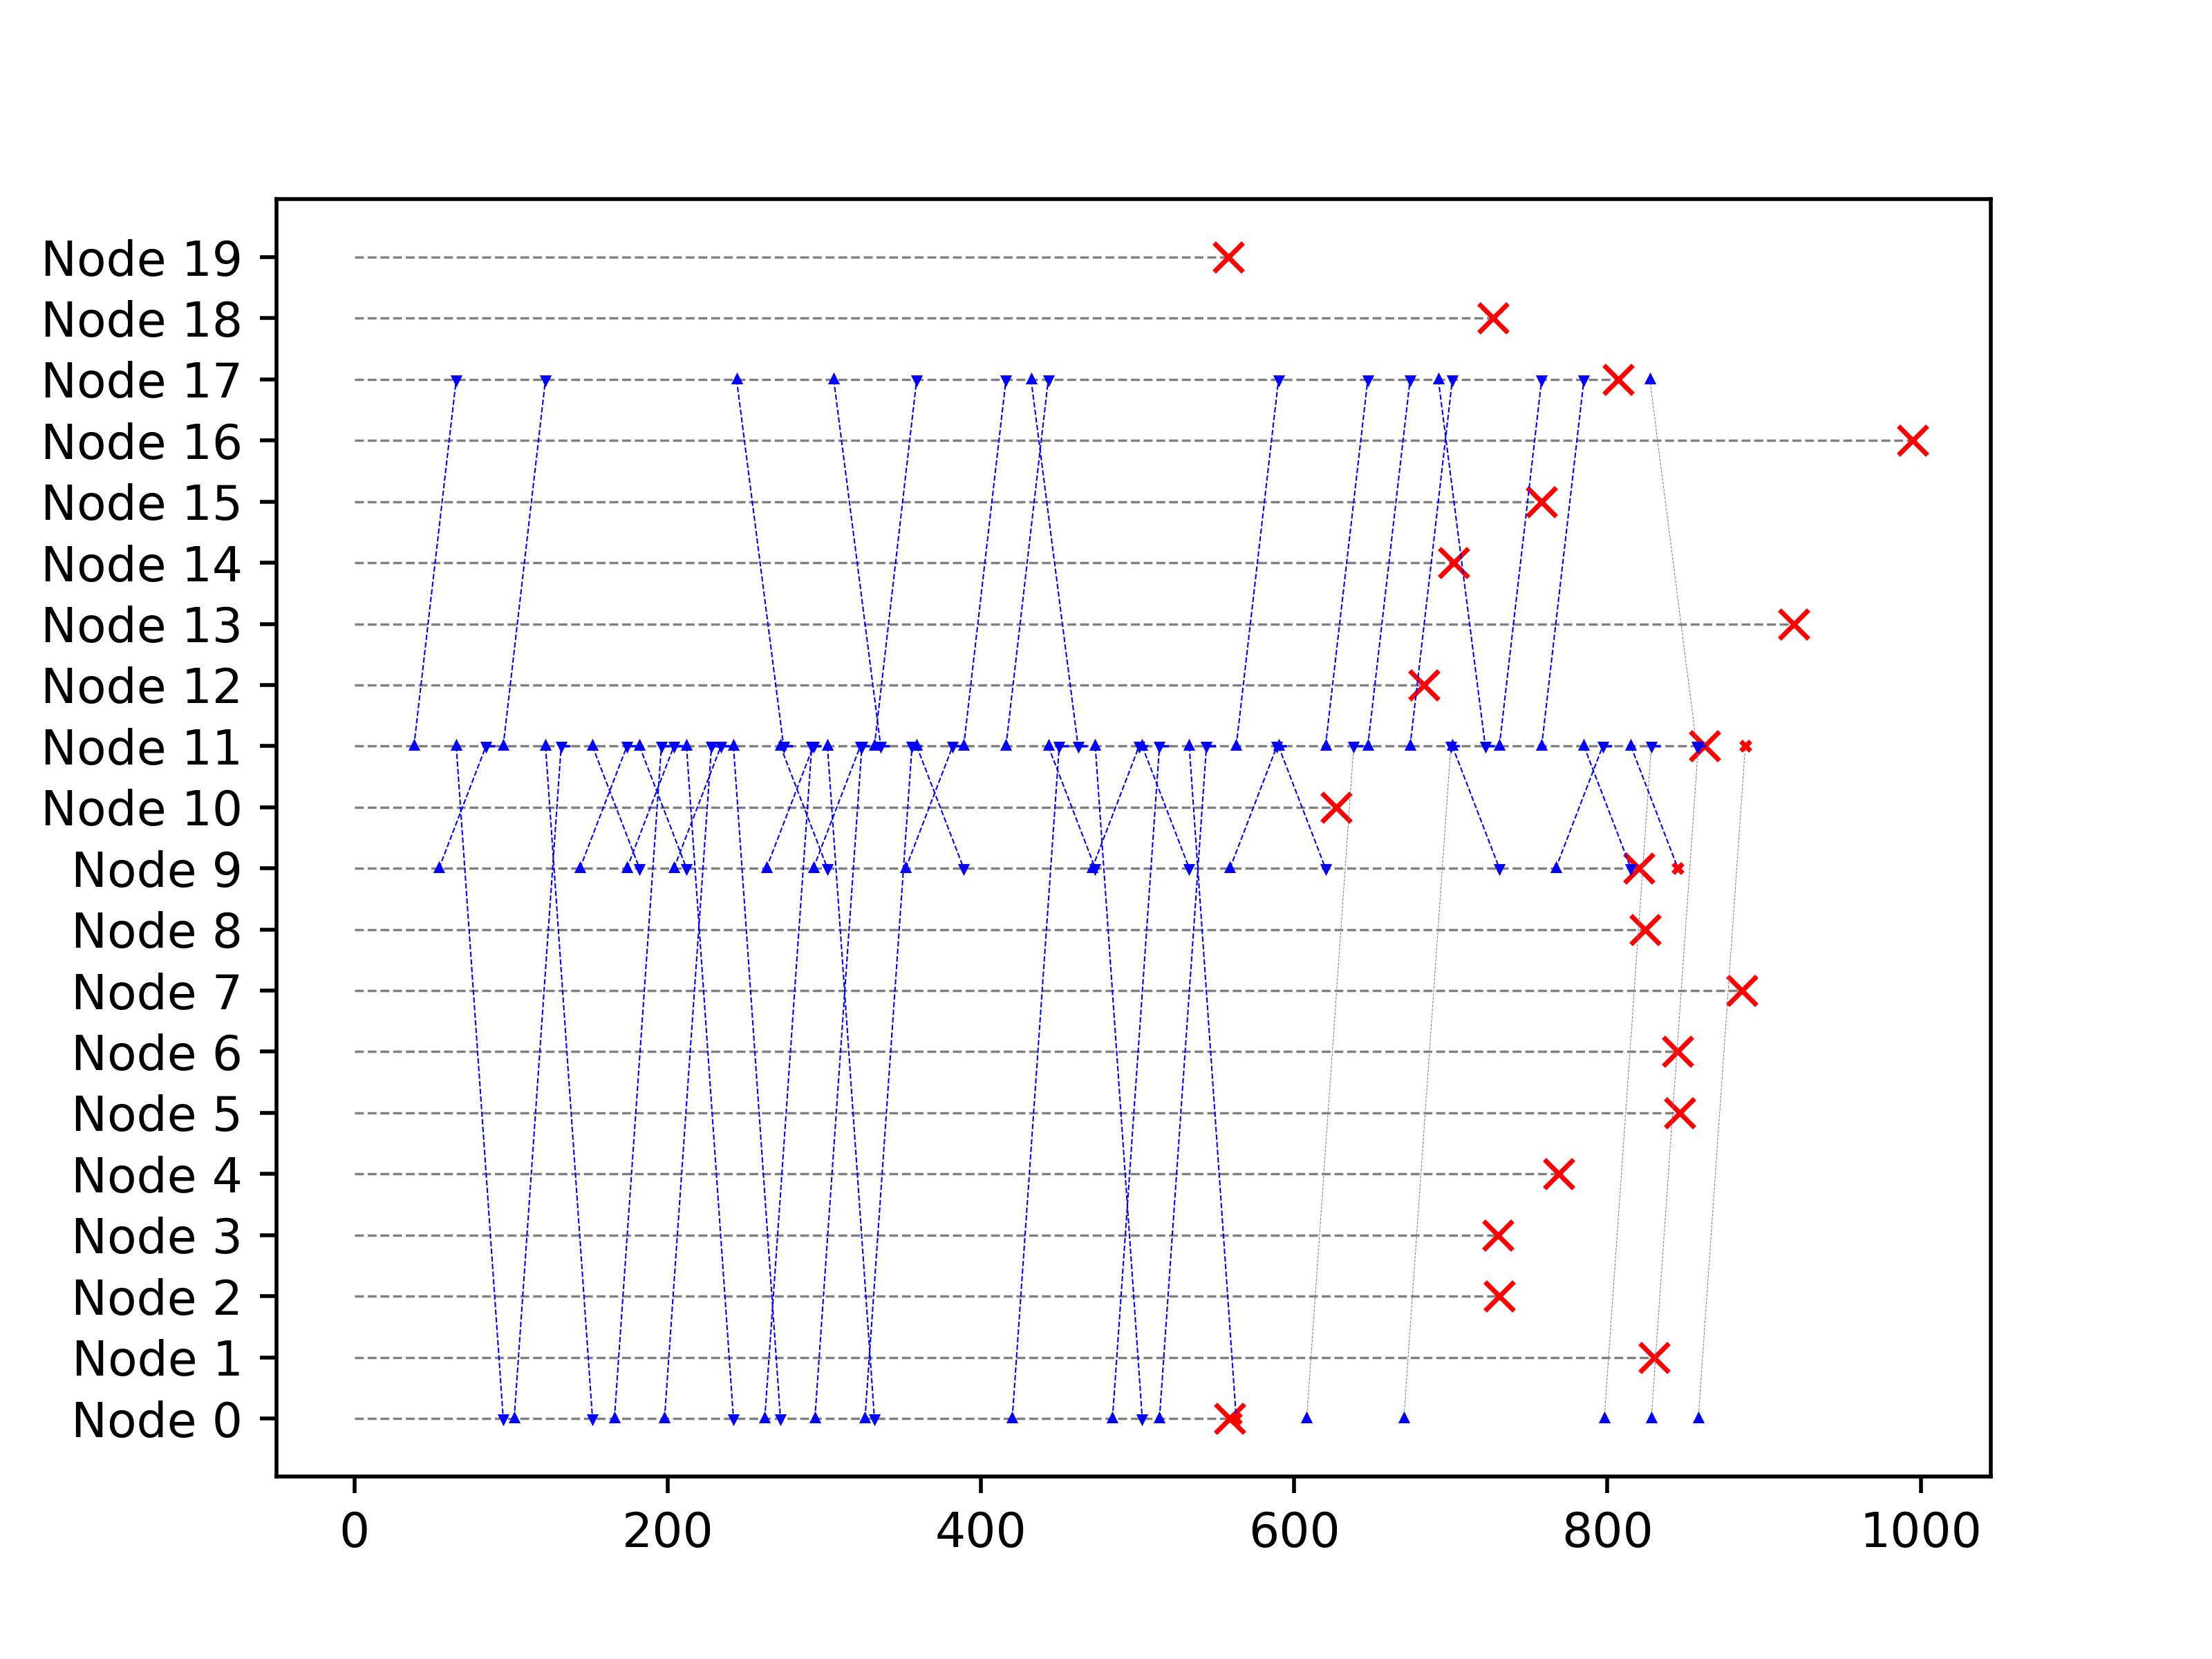 Node 19
Node 18
Node 17
Node 16
Node 15
Node 14
Node 13
Node 12
Node 11
Node 10
Node 9
Node 8
Node 7
Node 6
Node 5
Node 4
Node 3
Node 2
Node 1
Node 0
0 200 400 600 800 1000